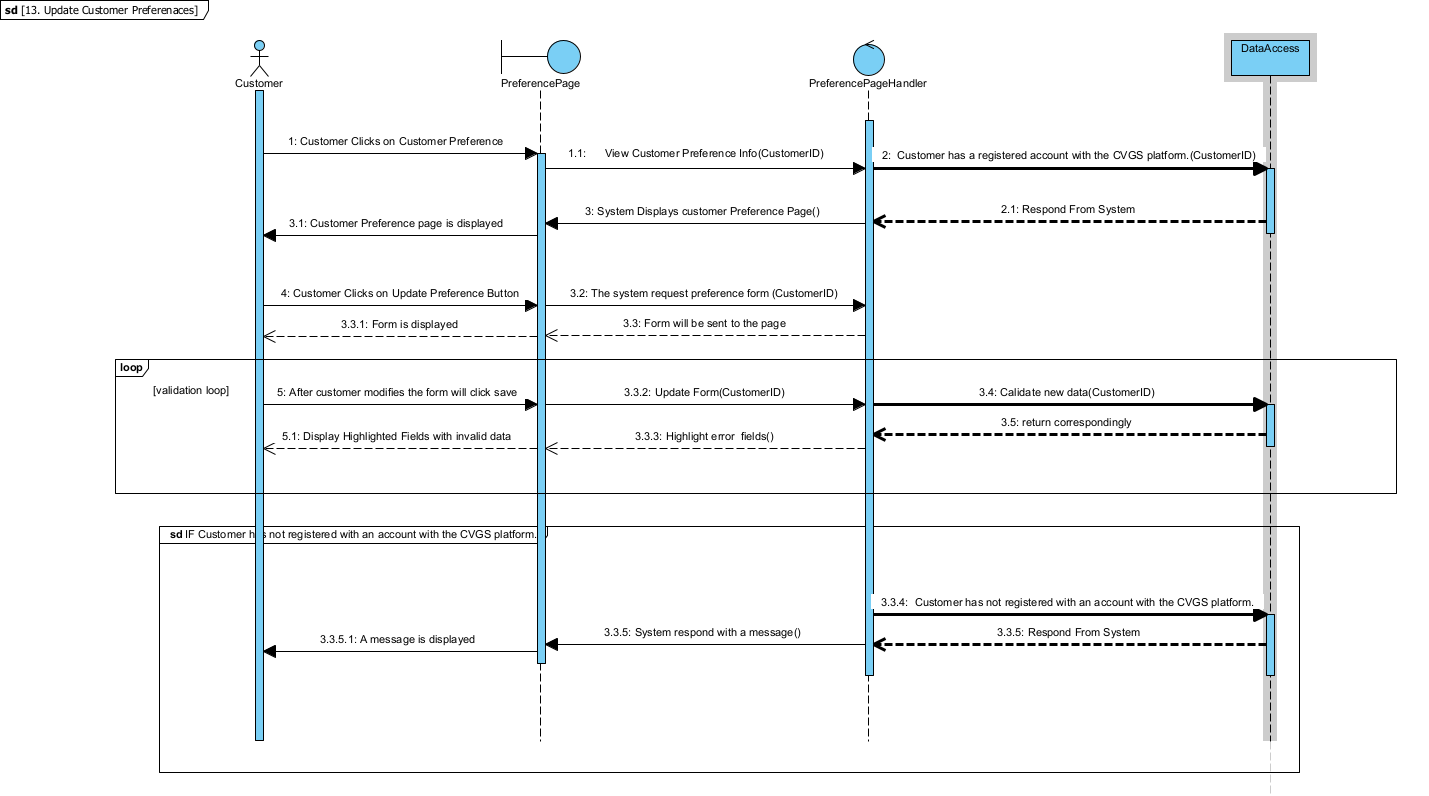 sd [13. Update Customer Preferenaces]
Customer
PreferencePage
PreferencePageHandler
DataAccess
1: Customer Clicks on Customer Preference
1.1: View Customer Preference Info(CustomerID)
2: Customer has a registered account with the CVGS platform.(CustomerID)
2.1: Respond From System
3: System Displays customer Preference Page()
3.1: Customer Preference page is displayed
4: Customer Clicks on Update Preference Button
3.2: The system request preference form (CustomerID)
3.3.1: Form is displayed
3.3: Form will be sent to the page
loop
[validation loop]
5: After customer modifies the form will click save
3.3.2: Update Form(CustomerID)
3.4: Calidate new data(CustomerID)
3.5: return correspondingly
5.1: Display Highlighted Fields with invalid data
3.3.3: Highlight error fields()
sd IF Customer has not registered with an account with the CVGS platform.
3.3.4: Customer has not registered with an account with the CVGS platform.
3.3.5: System respond with a message()
3.3.5: Respond From System
3.3.5.1: A message is displayed